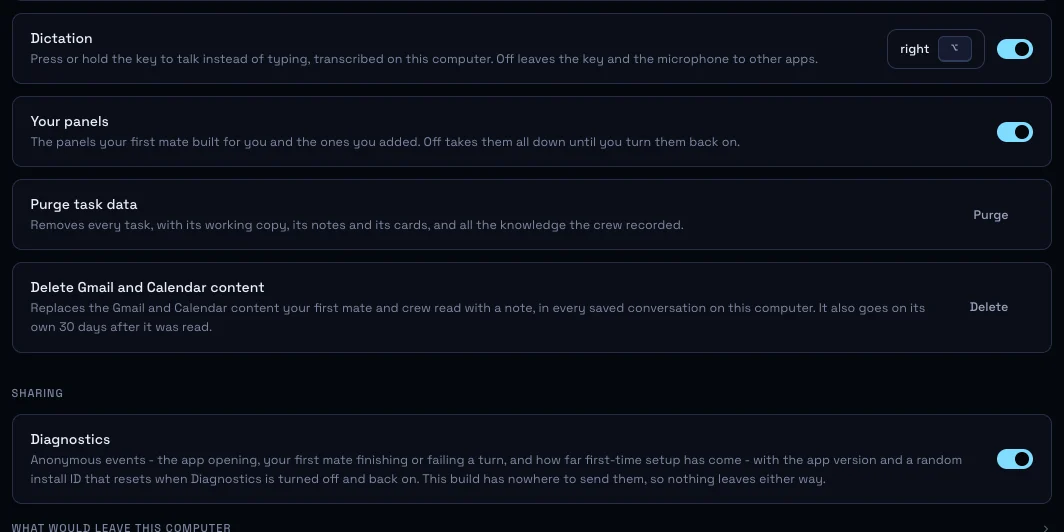 Dictation
Press or hold the key to talk instead of typing, transcribed on this computer. Off leaves the key and the microphone to other apps.
right ⌥
Your panels
The panels your first mate built for you and the ones you added. Off takes them all down until you turn them back on.
Purge task data
Removes every task, with its working copy, its notes and its cards, and all the knowledge the crew recorded.
Purge
Delete Gmail and Calendar content
Replaces the Gmail and Calendar content your first mate and crew read with a note, in every saved conversation on this computer. It also goes on its
own 30 days after it was read.
Delete
SHARING
Diagnostics
Anonymous events - the app opening, your first mate finishing or failing a turn, and how far first-time setup has come - with the app version and a random
install ID that resets when Diagnostics is turned off and back on. This build has nowhere to send them, so nothing leaves either way.
WHAT WOULD LEAVE THIS COMPUTER